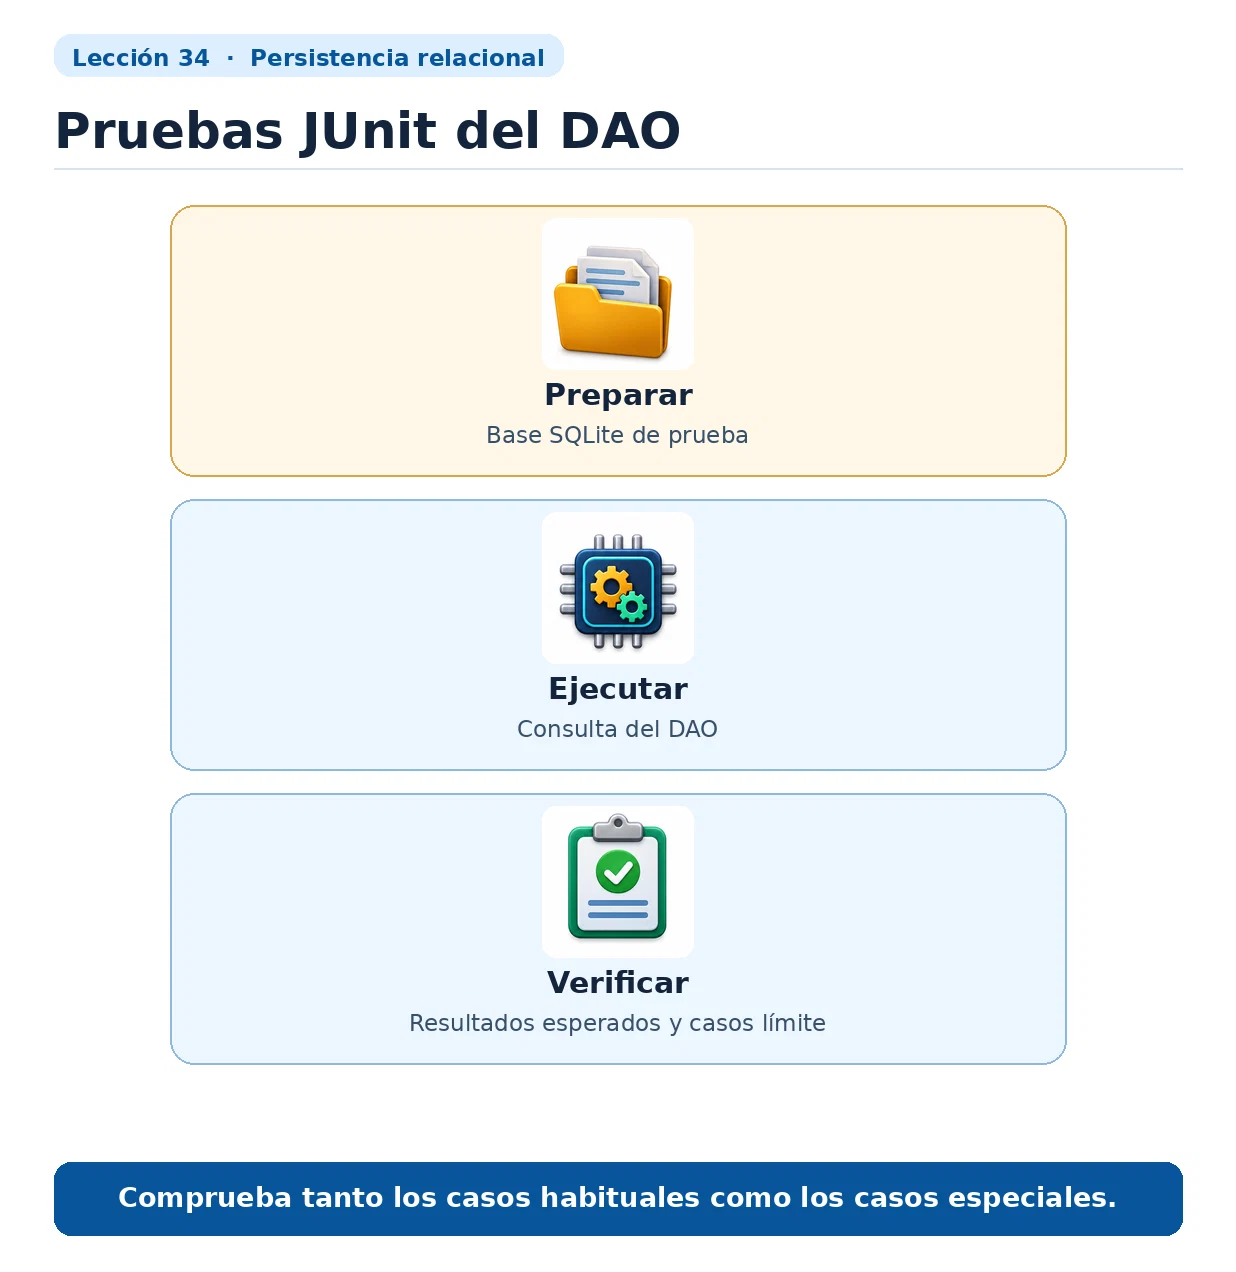 Lección 34 · Persistencia relacional
Pruebas JUnit del DAO
Preparar
Base SQLite de prueba
Ejecutar
Consulta del DAO
Verificar
Resultados esperados y casos límite
Comprueba tanto los casos habituales como los casos especiales.